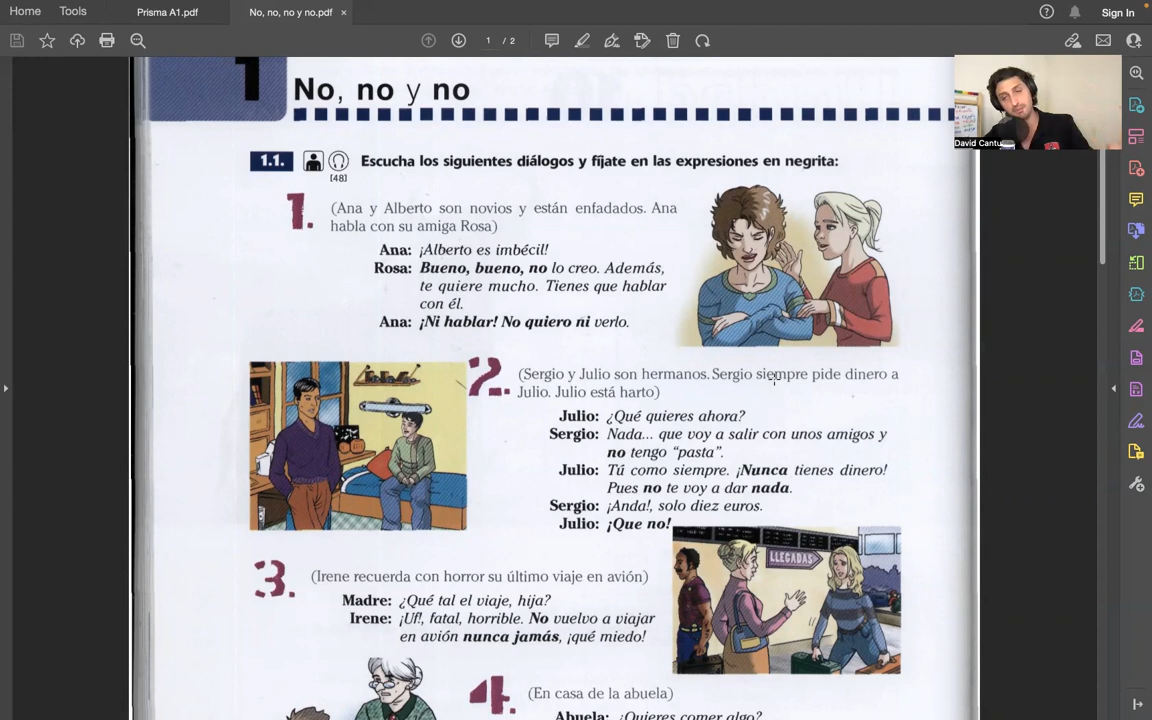 Home
Tools
Prisma A1.pdf
No, no, no y no.pdf ×
Sign In
1 / 2
David Cantu
1 No, no y no
1.1. [48] Escucha los siguientes diálogos y fíjate en las expresiones en negrita:
1. (Ana y Alberto son novios y están enfadados. Ana
habla con su amiga Rosa)
Ana: ¡Alberto es imbécil!
Rosa: Bueno, bueno, no lo creo. Además,
te quiere mucho. Tienes que hablar
con él.
Ana: ¡Ni hablar! No quiero ni verlo.
2. (Sergio y Julio son hermanos. Sergio siempre pide dinero a
Julio. Julio está harto)
Julio: ¿Qué quieres ahora?
Sergio: Nada... que voy a salir con unos amigos y
no tengo “pasta”.
Julio: Tú como siempre. ¡Nunca tienes dinero!
Pues no te voy a dar nada.
Sergio: ¡Anda!, solo diez euros.
Julio: ¡Que no!
LLEGADAS
3. (Irene recuerda con horror su último viaje en avión)
Madre: ¿Qué tal el viaje, hija?
Irene: ¡Uf!, fatal, horrible. No vuelvo a viajar
en avión nunca jamás, ¡qué miedo!
4. (En casa de la abuela)
Abuela: ¿Quieres comer algo?